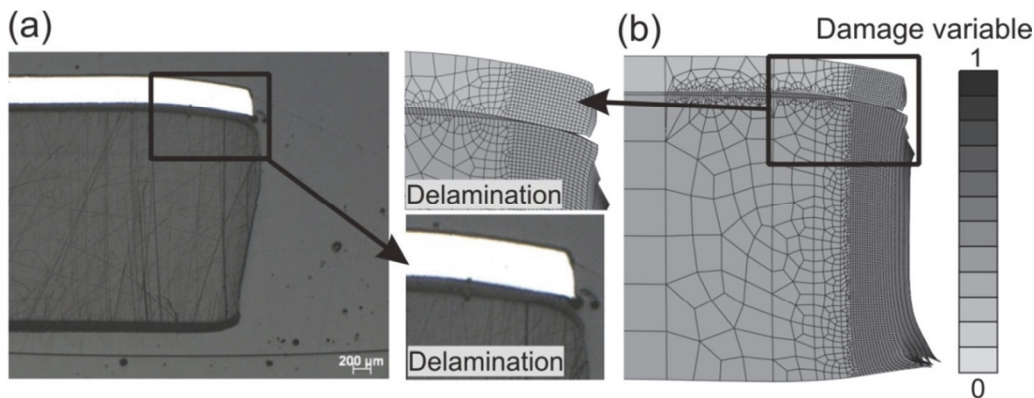 (a)
(b)
Damage variable
1
Delamination
Delamination
200 µm
0